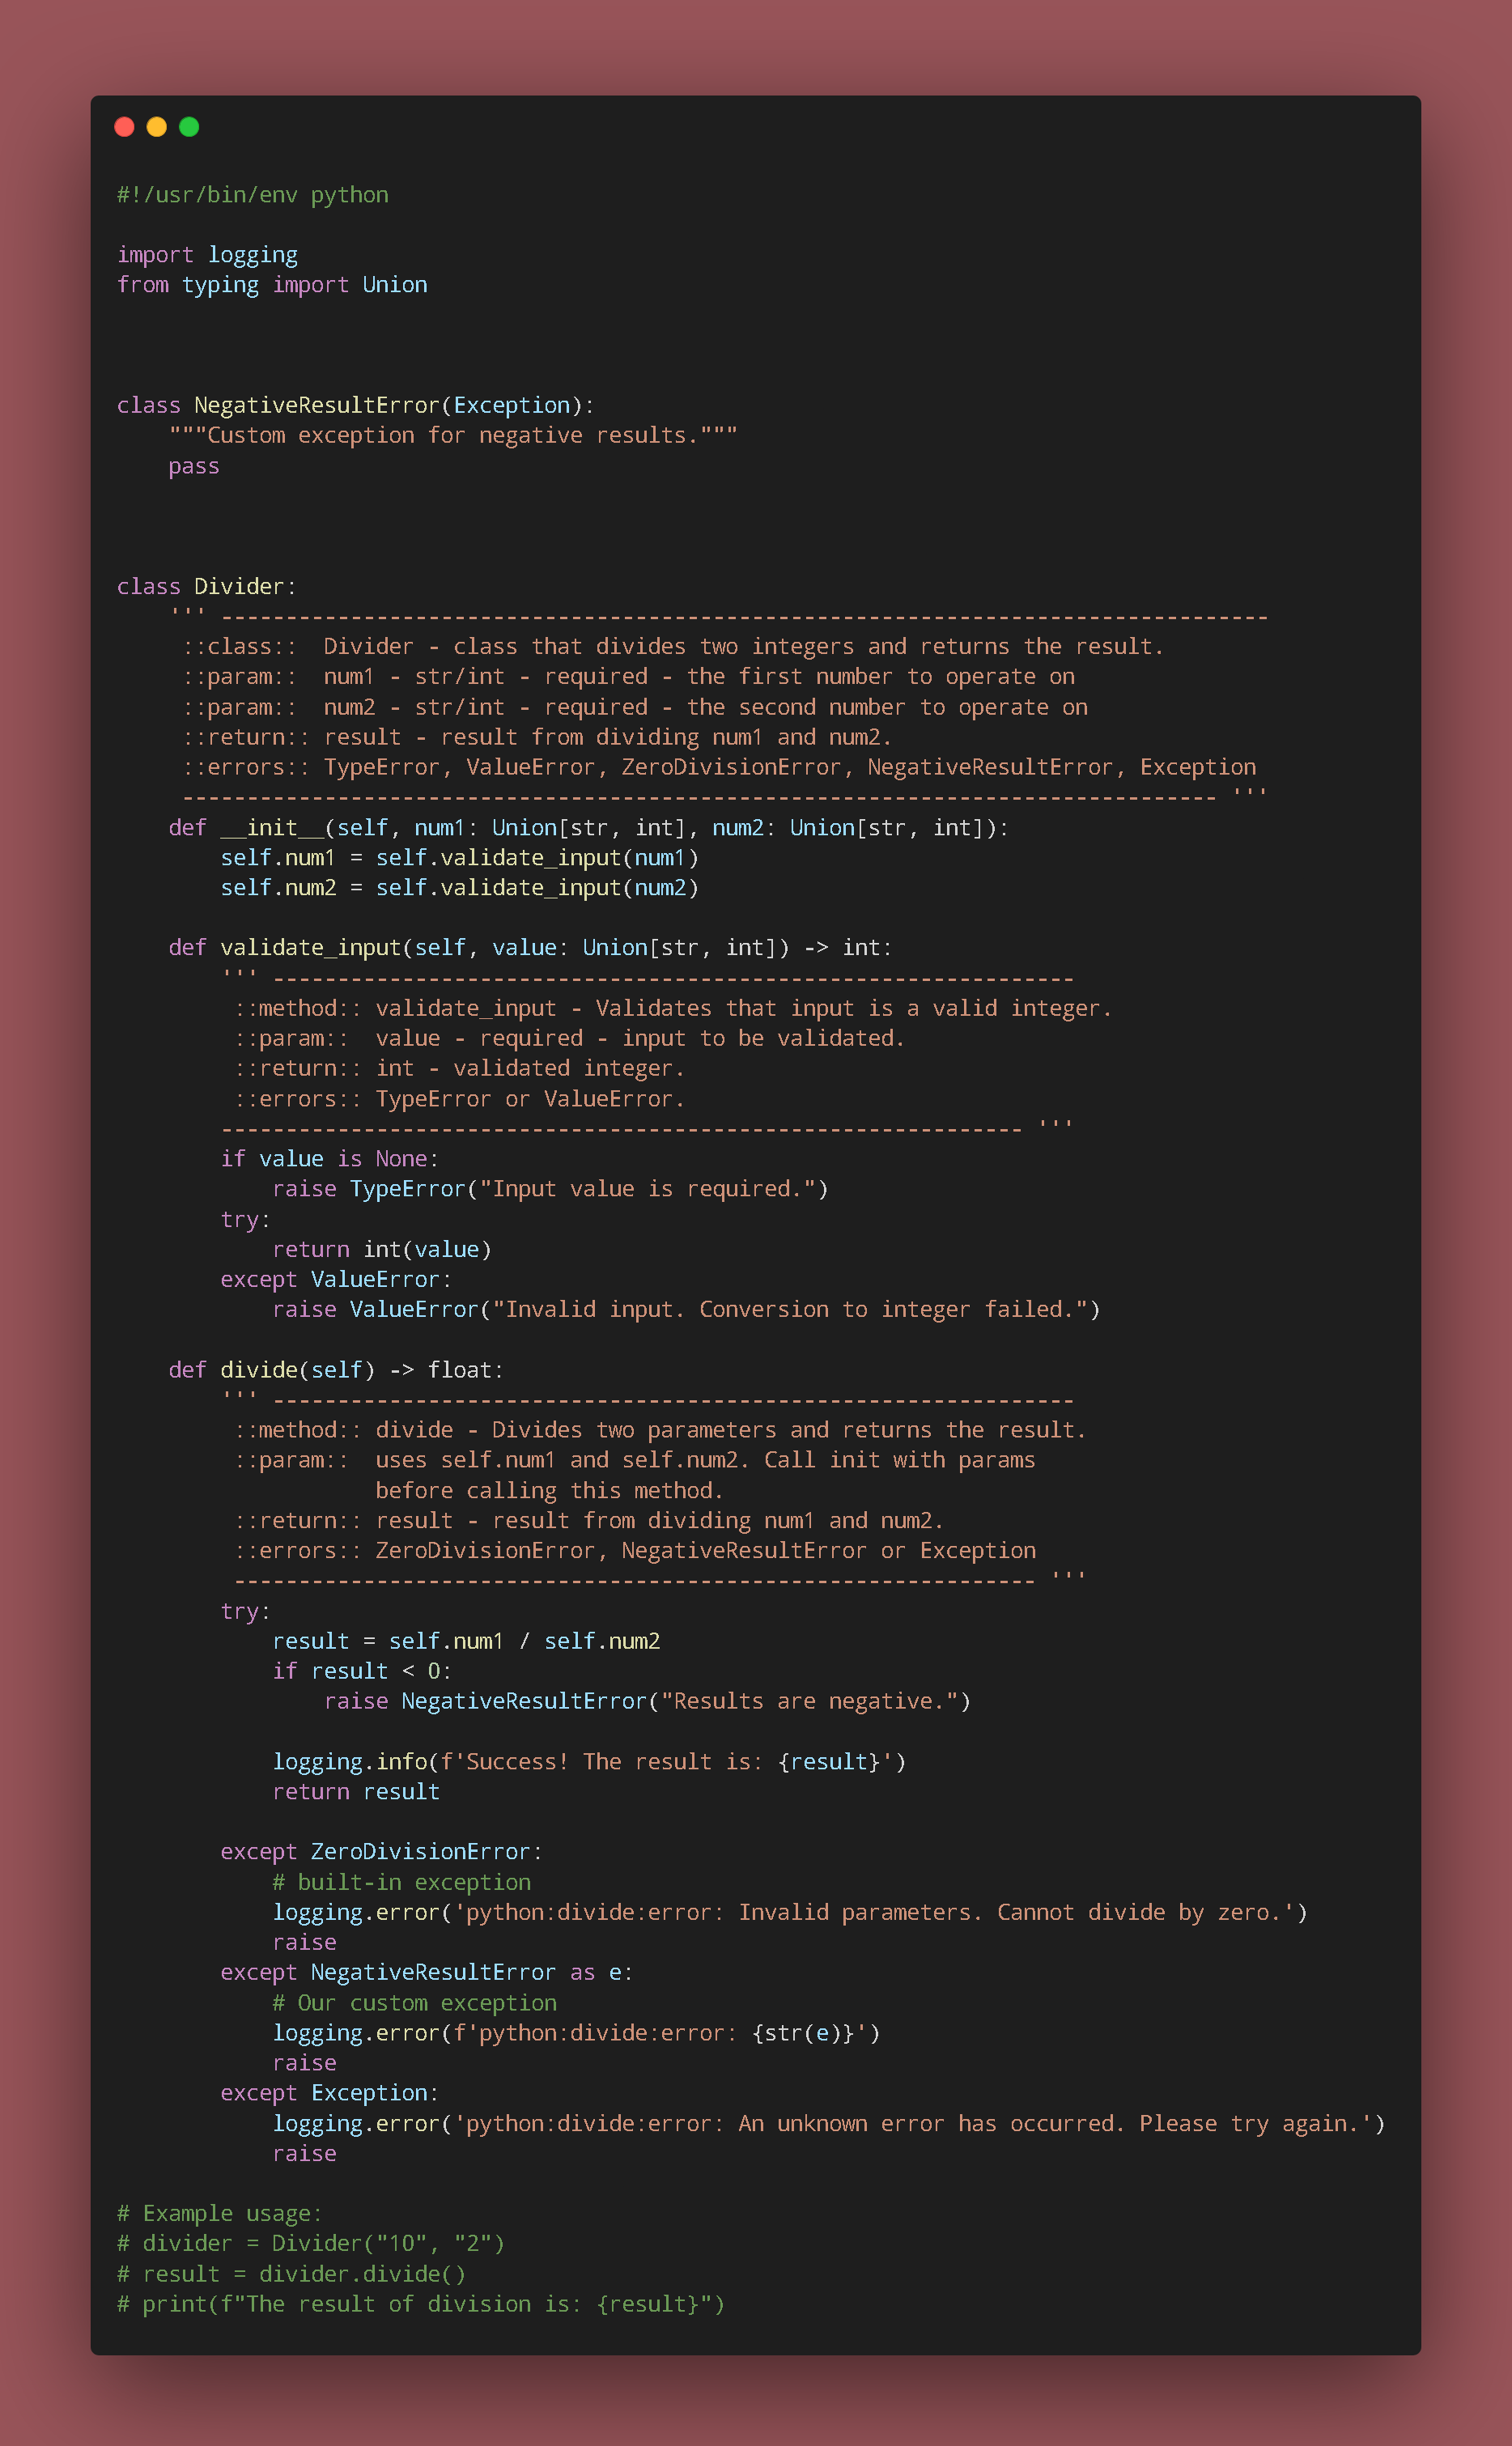 #!/usr/bin/env python
import logging
from typing import Union
class NegativeResultError(Exception):
    """Custom exception for negative results."""
    pass
class Divider:
    ''' ---------------------------------------------------------------------------------
     ::class::  Divider - class that divides two integers and returns the result.
     ::param::  num1 - str/int - required - the first number to operate on
     ::param::  num2 - str/int - required - the second number to operate on
     ::return:: result - result from dividing num1 and num2.
     ::errors:: TypeError, ValueError, ZeroDivisionError, NegativeResultError, Exception
     -------------------------------------------------------------------------------- '''
    def __init__(self, num1: Union[str, int], num2: Union[str, int]):
        self.num1 = self.validate_input(num1)
        self.num2 = self.validate_input(num2)
    def validate_input(self, value: Union[str, int]) -> int:
        ''' --------------------------------------------------------------
         ::method:: validate_input - Validates that input is a valid integer.
         ::param::  value - required - input to be validated.
         ::return:: int - validated integer.
         ::errors:: TypeError or ValueError.
        -------------------------------------------------------------- '''
        if value is None:
            raise TypeError("Input value is required.")
        try:
            return int(value)
        except ValueError:
            raise ValueError("Invalid input. Conversion to integer failed.")
    def divide(self) -> float:
        ''' --------------------------------------------------------------
         ::method:: divide - Divides two parameters and returns the result.
         ::param::  uses self.num1 and self.num2. Call init with params
                    before calling this method.
         ::return:: result - result from dividing num1 and num2.
         ::errors:: ZeroDivisionError, NegativeResultError or Exception
         -------------------------------------------------------------- '''
        try:
            result = self.num1 / self.num2
            if result < 0:
                raise NegativeResultError("Results are negative.")
            logging.info(f'Success! The result is: {result}')
            return result
        except ZeroDivisionError:
            # built-in exception
            logging.error('python:divide:error: Invalid parameters. Cannot divide by zero.')
            raise
        except NegativeResultError as e:
            # Our custom exception
            logging.error(f'python:divide:error: {str(e)}')
            raise
        except Exception:
            logging.error('python:divide:error: An unknown error has occurred. Please try again.')
            raise
# Example usage:
# divider = Divider("10", "2")
# result = divider.divide()
# print(f"The result of division is: {result}")